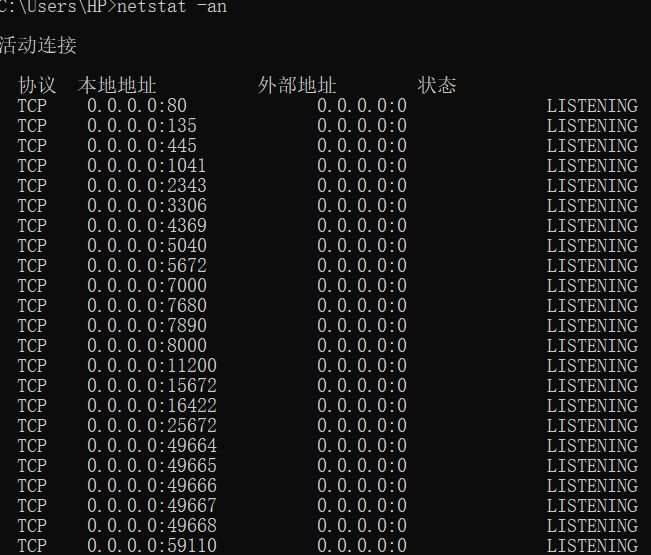 C:\Users\HP>netstat -an
活动连接
协议 本地地址 外部地址 状态
TCP 0.0.0.0:80 0.0.0.0:0 LISTENING
TCP 0.0.0.0:135 0.0.0.0:0 LISTENING
TCP 0.0.0.0:445 0.0.0.0:0 LISTENING
TCP 0.0.0.0:1041 0.0.0.0:0 LISTENING
TCP 0.0.0.0:2343 0.0.0.0:0 LISTENING
TCP 0.0.0.0:3306 0.0.0.0:0 LISTENING
TCP 0.0.0.0:4369 0.0.0.0:0 LISTENING
TCP 0.0.0.0:5040 0.0.0.0:0 LISTENING
TCP 0.0.0.0:5672 0.0.0.0:0 LISTENING
TCP 0.0.0.0:7000 0.0.0.0:0 LISTENING
TCP 0.0.0.0:7680 0.0.0.0:0 LISTENING
TCP 0.0.0.0:7890 0.0.0.0:0 LISTENING
TCP 0.0.0.0:8000 0.0.0.0:0 LISTENING
TCP 0.0.0.0:11200 0.0.0.0:0 LISTENING
TCP 0.0.0.0:15672 0.0.0.0:0 LISTENING
TCP 0.0.0.0:16422 0.0.0.0:0 LISTENING
TCP 0.0.0.0:25672 0.0.0.0:0 LISTENING
TCP 0.0.0.0:49664 0.0.0.0:0 LISTENING
TCP 0.0.0.0:49665 0.0.0.0:0 LISTENING
TCP 0.0.0.0:49666 0.0.0.0:0 LISTENING
TCP 0.0.0.0:49667 0.0.0.0:0 LISTENING
TCP 0.0.0.0:49668 0.0.0.0:0 LISTENING
TCP 0.0.0.0:59110 0.0.0.0:0 LISTENING